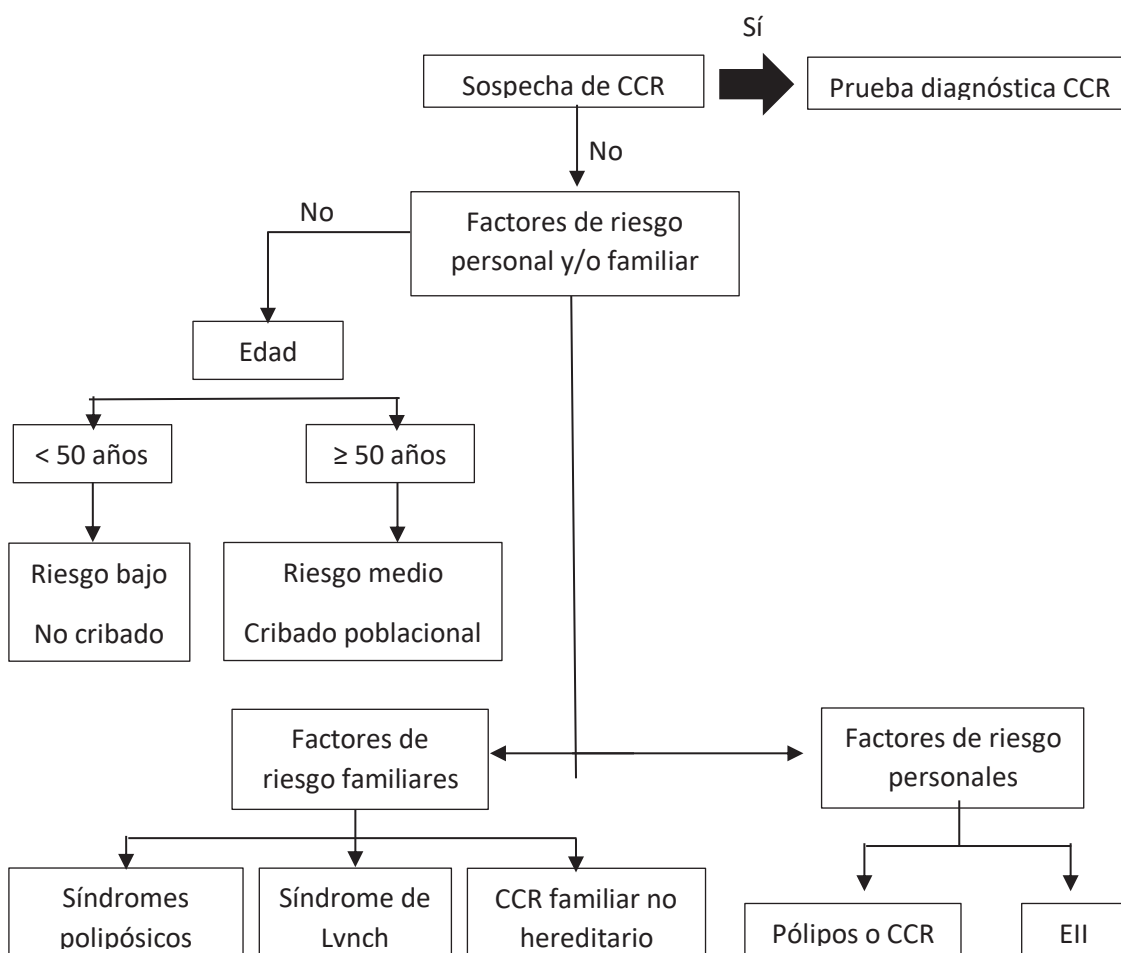 Sí
Sospecha de CCR
Prueba diagnóstica CCR
No
No
Factores de riesgo
personal y/o familiar
Edad
< 50 años
≥ 50 años
Riesgo bajo
No cribado
Riesgo medio
Cribado poblacional
Factores de
riesgo familiares
Factores de riesgo
personales
Síndromes
polipósicos
Síndrome de
Lynch
CCR familiar no
hereditario
Pólipos o CCR
EII